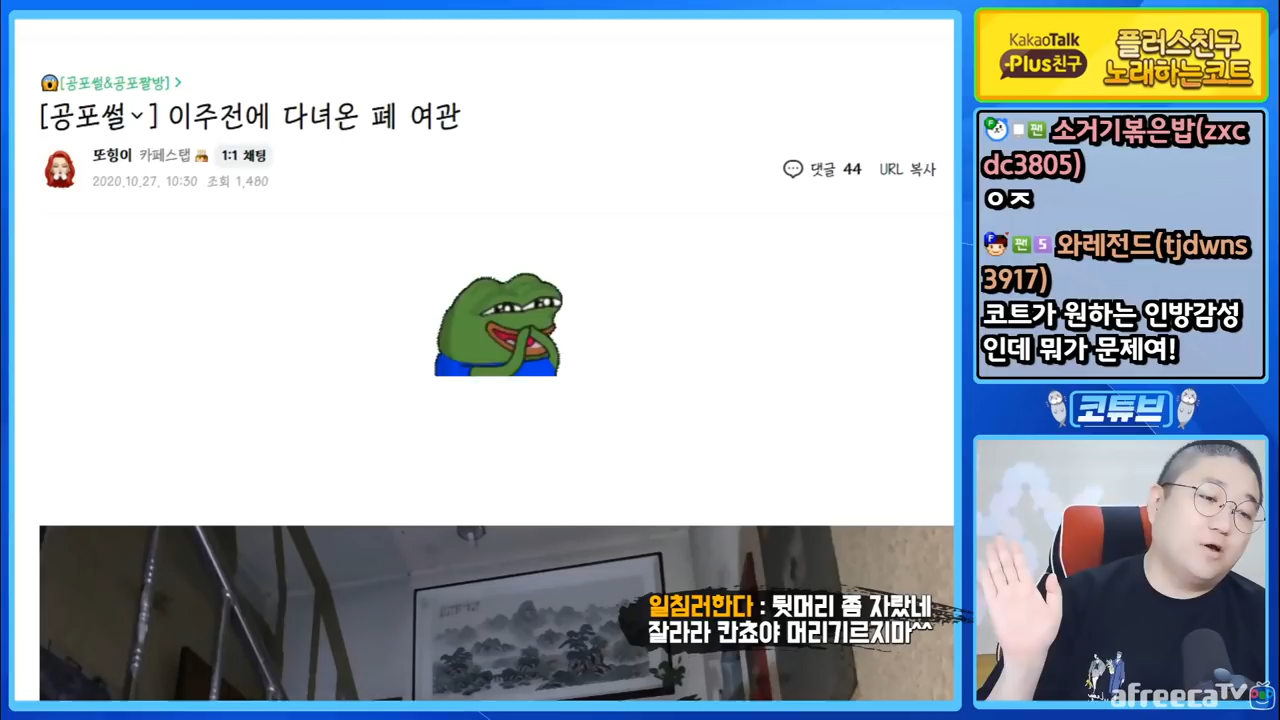 [공포썰&공포짤방] >
[공포썰] 이주전에 다녀온 폐 여관
또힝이 카페스탭 1:1 채팅
2020.10.27. 10:30 조회 1,480
댓글 44 URL 복사
일침러한다 : 뒷머리 좀 자랐네
잘라라 칸쵸야 머리기르지마^^
KakaoTalk
Plus친구
플러스친구
노래하는코트
F 팬 소거기볶은밥(zxc
dc3805)
ㅇㅈ
F 팬 5 와레전드(tjdwns
3917)
코트가 원하는 인방감성
인데 뭐가 문제여!
코튜브
afreecaTV